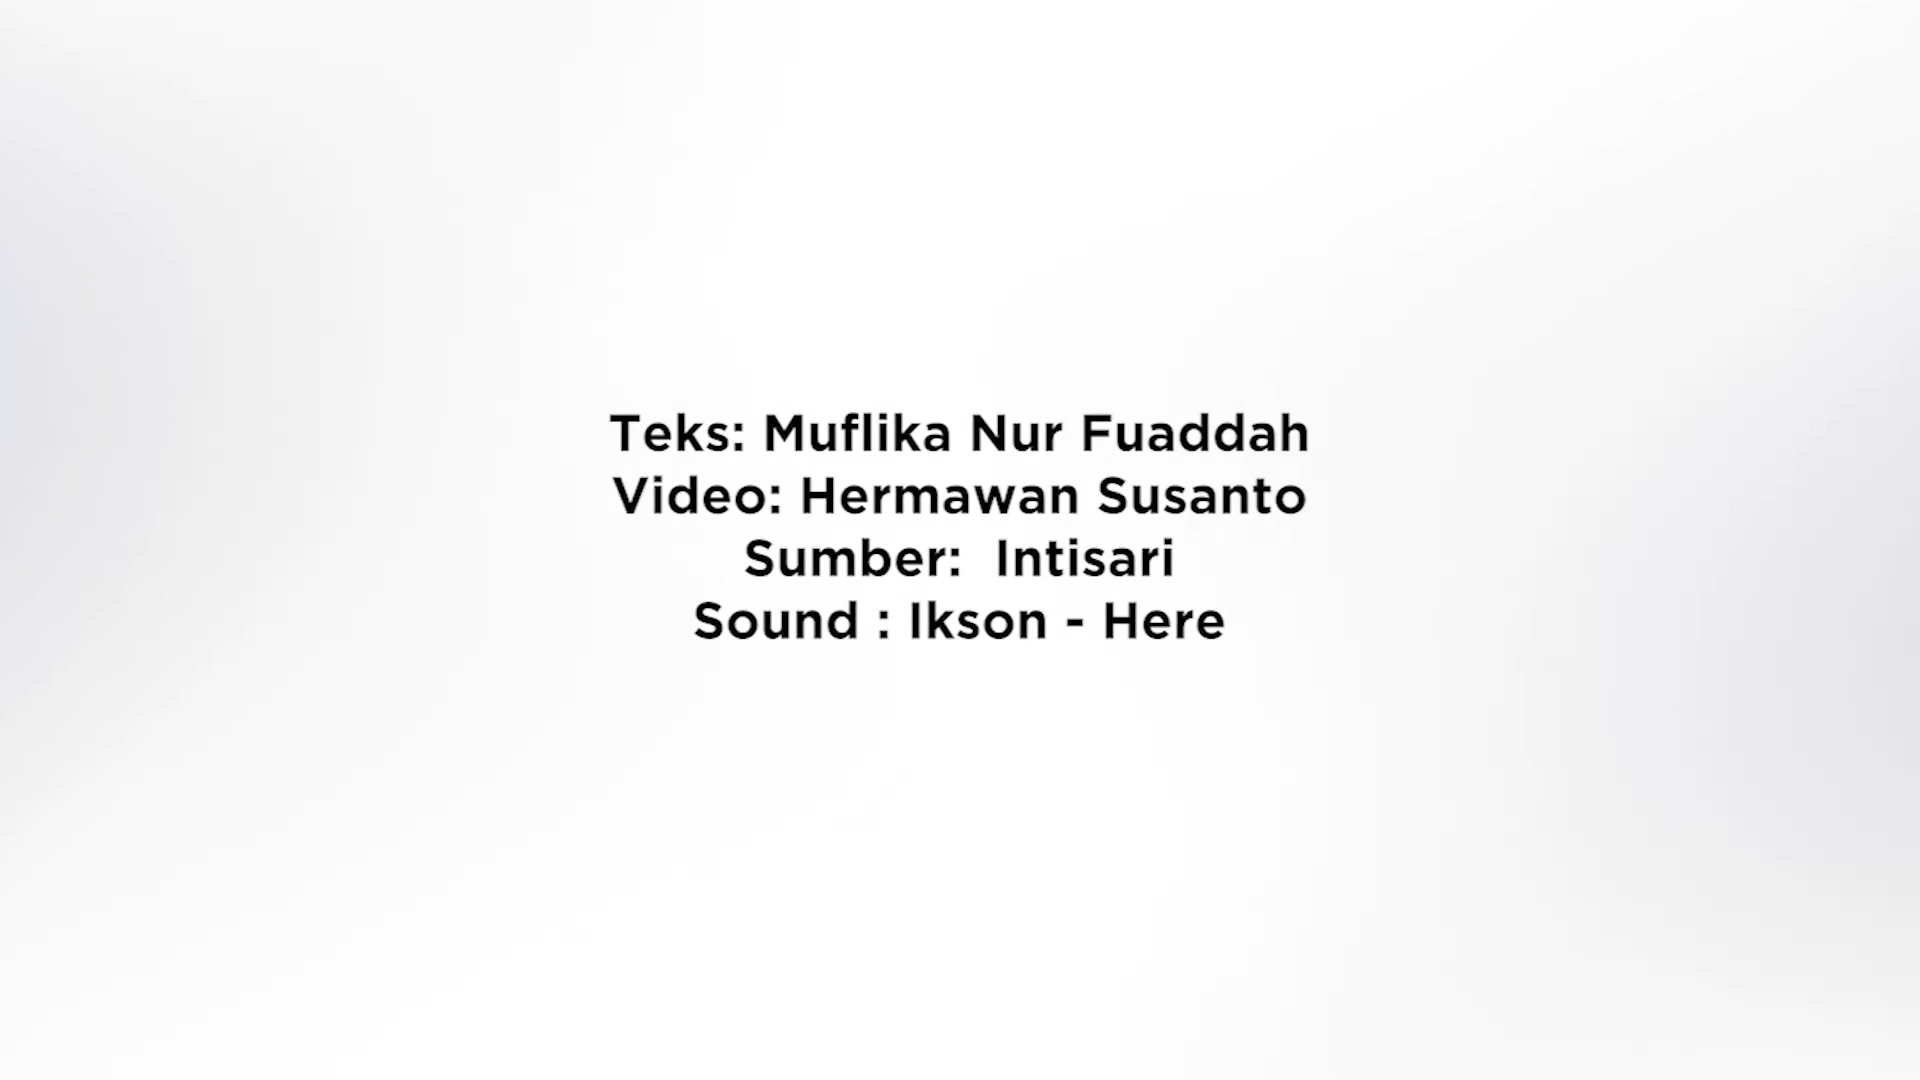 Teks: Muflika Nur Fuaddah
Video: Hermawan Susanto
Sumber:  Intisari
Sound : Ikson - Here